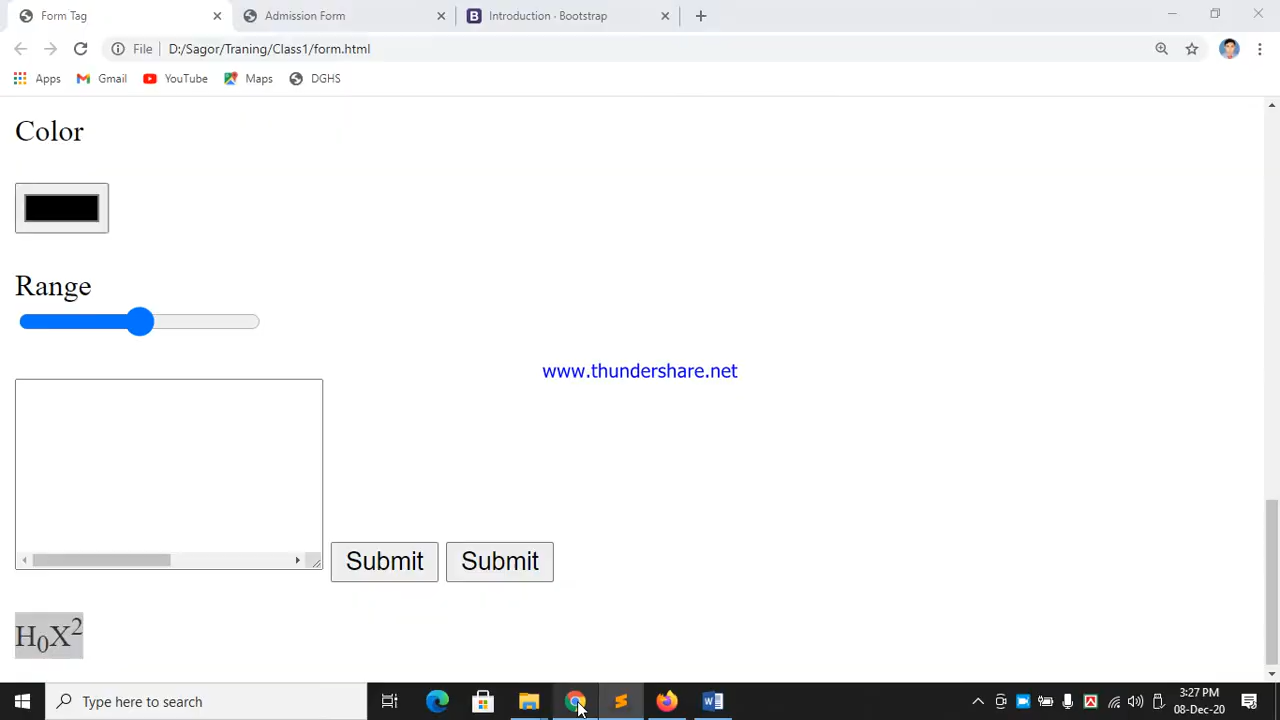 Form Tag
Admission Form
Introduction · Bootstrap
File
D:/Sagor/Traning/Class1/form.html
Apps
Gmail
YouTube
Maps
DGHS
Color
Range
www.thundershare.net
Submit
Submit
H₀X²
Type here to search
3:27 PM
08-Dec-20